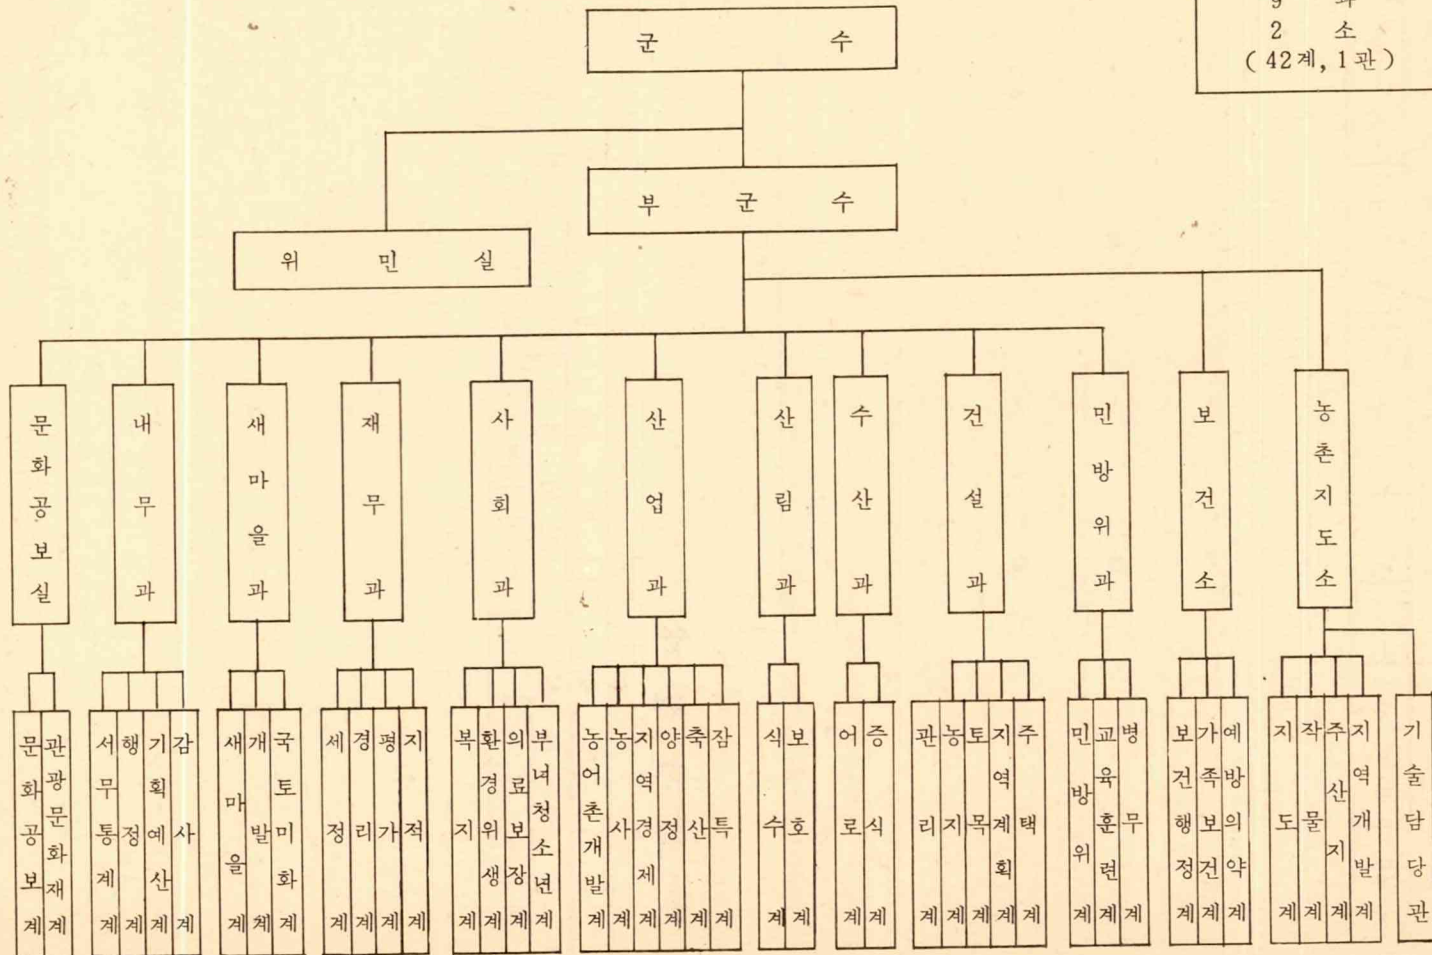 2 소
( 42계, 1관 )
군 수
부 군 수
위 민 실
문화공보실
내무과
새마을과
재무과
사회과
산업과
산림과
수산과
건설과
민방위과
보건소
농촌지도소
문화공보계
관광문화재계
서무통계계
행정계
기획예산계
감사계
새마을계
개발계
국토미화계
세정계
경리계
평가계
지적계
복지계
환경위생계
의료보장계
부녀청소년계
농어촌개발계
농사계
지역경제계
양정계
축산계
잠특계
식수계
보호계
어로계
증식계
관리계
농지계
토목계
지역계획계
주택계
민방위계
교육훈련계
병무계
보건행정계
가족보건계
예방의약계
지도계
작물계
주산지계
지역개발계
기술담당관